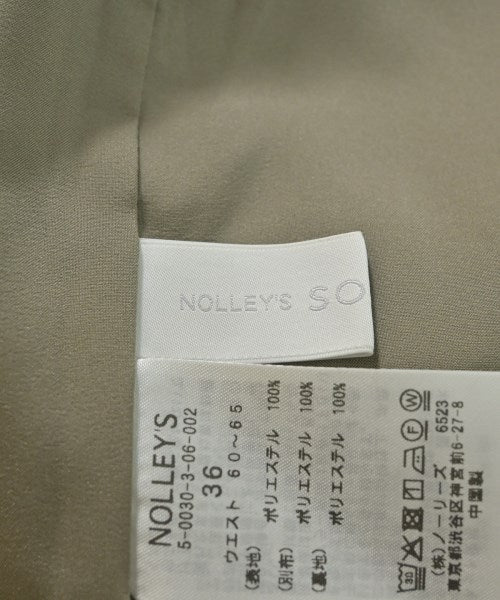 NOLLEY'S SO
NOLLEY'S
5-0030-3-06-002
36
ウエスト 60～65
(表地) ポリエステル 100%
(別布) ポリエステル 100%
(裏地) ポリエステル 100%
30 F W
(株)ノーリーズ 6523
東京都渋谷区神宮前6-27-8
中国製